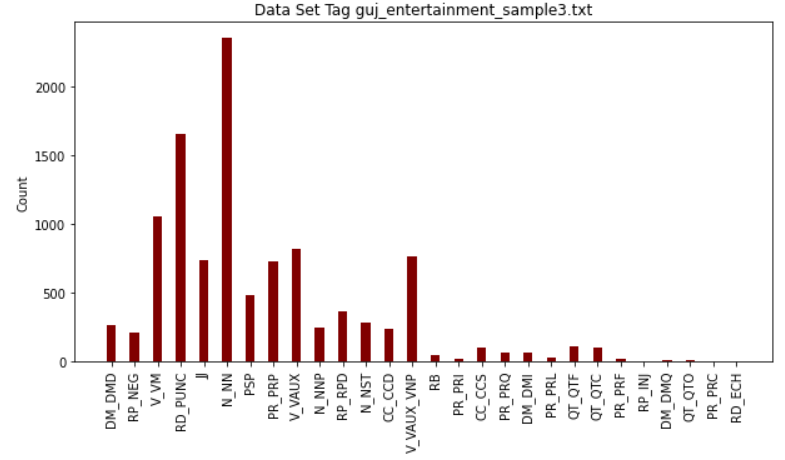 Data Set Tag guj_entertainment_sample3.txt
Count
2000
1500
1000
500
0
DM_DMD
RP_NEG
V_VM
RD_PUNC
JJ
N_NN
PSP
PR_PRP
V_VAUX
N_NNP
RP_RPD
N_NST
CC_CCD
V_VAUX_VNP
RB
PR_PRI
CC_CCS
PR_PRQ
DM_DMI
PR_PRL
QT_QTF
QT_QTC
PR_PRF
RP_INJ
DM_DMQ
QT_QTO
PR_PRC
RD_ECH